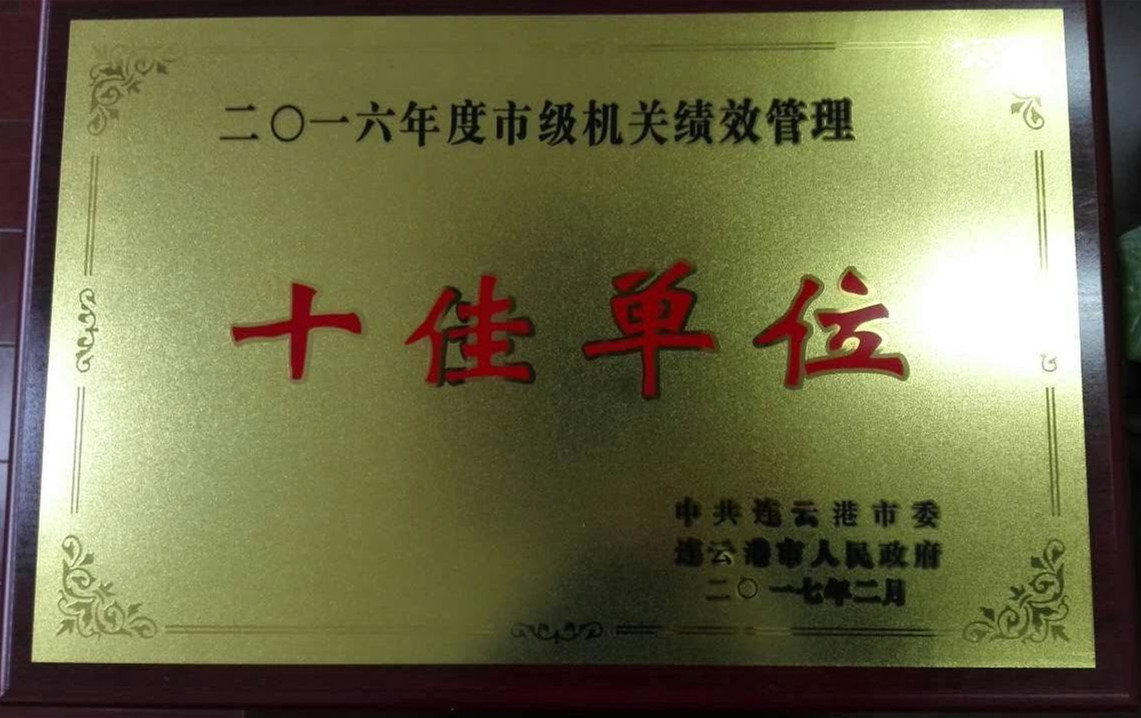 二〇一六年度市级机关绩效管理
十佳单位
中共连云港市委
连云港市人民政府
二〇一七年二月